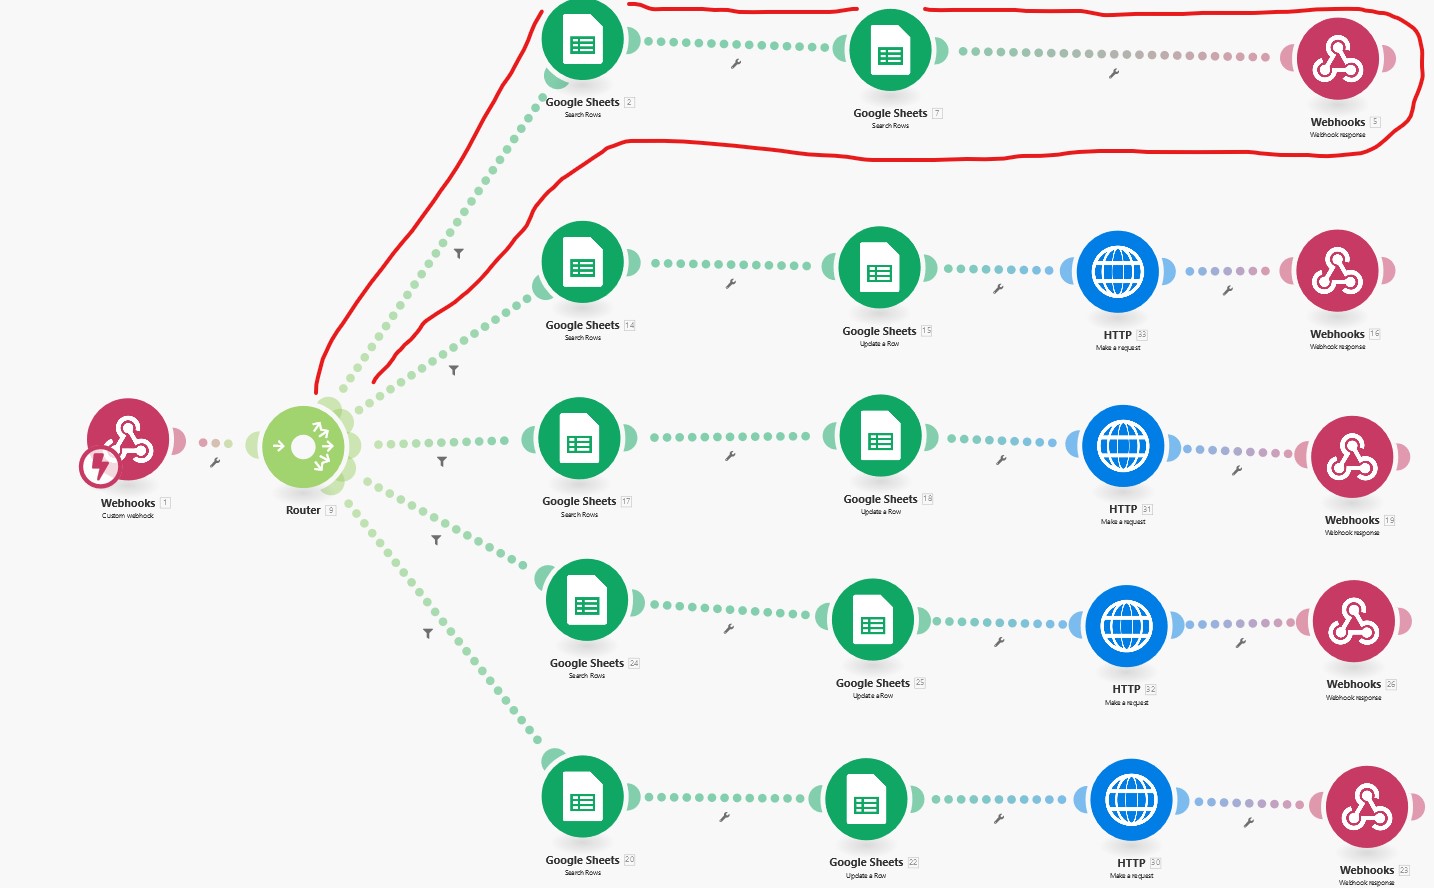 Google Sheets 2
Search Rows
Google Sheets 7
Search Rows
Webhooks 5
Webhook response
Google Sheets 14
Search Rows
Google Sheets 15
Update a Row
HTTP 33
Make a request
Webhooks 16
Webhook response
Webhooks 1
Custom webhook
Router 9
Google Sheets 17
Search Rows
Google Sheets 18
Update a Row
HTTP 31
Make a request
Webhooks 19
Webhook response
Google Sheets 24
Search Rows
Google Sheets 25
Update a Row
HTTP 32
Make a request
Webhooks 26
Webhook response
Google Sheets 20
Search Rows
Google Sheets 22
Update a Row
HTTP 30
Make a request
Webhooks 23
Webhook response